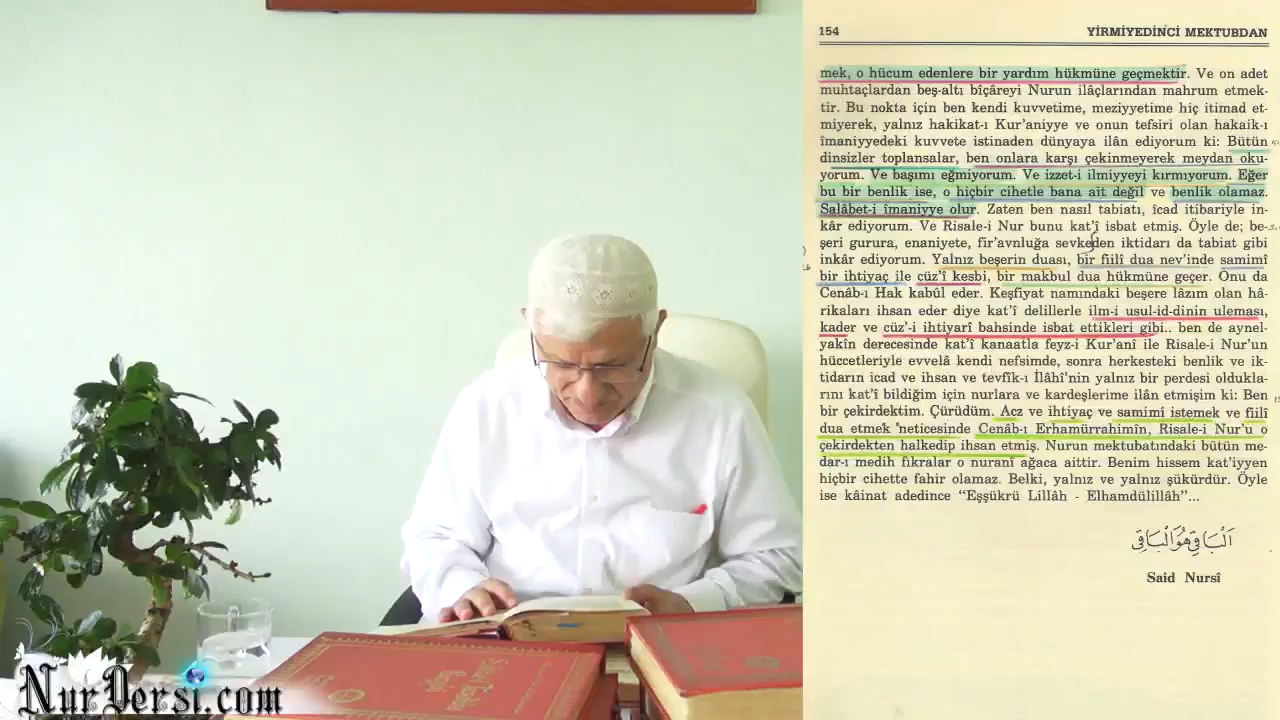 154 YİRMİYEDİNCİ MEKTUBDAN
mek, o hücum edenlere bir yardım hükmüne geçmektir. Ve on adet
muhtaçlardan beş-altı bîçâreyi Nurun ilâçlarından mahrum etmek-
tir. Bu nokta için ben kendi kuvvetime, meziyyetime hiç itimad et-
miyerek, yalnız hakikat-ı Kur'aniyye ve onun tefsiri olan hakaik-ı
îmaniyyedeki kuvvete istinaden dünyaya ilân ediyorum ki: Bütün
dinsizler toplansalar, ben onlara karşı çekinmeyerek meydan oku-
yorum. Ve başımı eğmiyorum. Ve izzet-i ilmiyyeyi kırmıyorum. Eğer
bu bir benlik ise, o hiçbir cihetle bana ait değil ve benlik olamaz.
Salâbet-i îmaniyye olur. Zaten ben nasıl tabiatı, îcad itibariyle in-
kâr ediyorum. Ve Risale-i Nur bunu kat'î isbat etmiş. Öyle de; be-
şeri gurura, enaniyete, fir'avnluğa sevkeden iktidarı da tabiat gibi
inkâr ediyorum. Yalnız beşerin duası, bir fiilî dua nev'inde samimî
bir ihtiyaç ile cüz'î kesbi, bir makbul dua hükmüne geçer. Onu da
Cenâb-ı Hak kabûl eder. Keşfiyat namındaki beşere lâzım olan hâ-
rikaları ihsan eder diye kat'î delillerle ilm-i usul-id-dinin uleması,
kader ve cüz'-i ihtiyarî bahsinde isbat ettikleri gibi.. ben de aynel-
yakîn derecesinde kat'î kanaatla feyz-i Kur'anî ile Risale-i Nur'un
hüccetleriyle evvelâ kendi nefsimde, sonra herkesteki benlik ve ik-
tidarın icad ve ihsan ve tevfîk-ı İlâhî'nin yalnız bir perdesi oldukla-
rını kat'î bildiğim için nurlara ve kardeşlerime ilân etmişim ki: Ben
bir çekirdektim. Çürüdüm. Acz ve ihtiyaç ve samimî istemek ve fiilî
dua etmek neticesinde Cenâb-ı Erhamürrahimîn, Risale-i Nur'u o
çekirdekten halkedip ihsan etmiş. Nurun mektubatındaki bütün me-
dar-ı medih fıkralar o nuranî ağaca aittir. Benim hissem kat'iyyen
hiçbir cihette fahir olamaz. Belki, yalnız ve yalnız şükürdür. Öyle
ise kâinat adedince "Eşşükrü Lillâh - Elhamdülillâh"...
اَلْبَاقِى هُوَ الْبَاقِى
Said Nursî
NurDersi.com